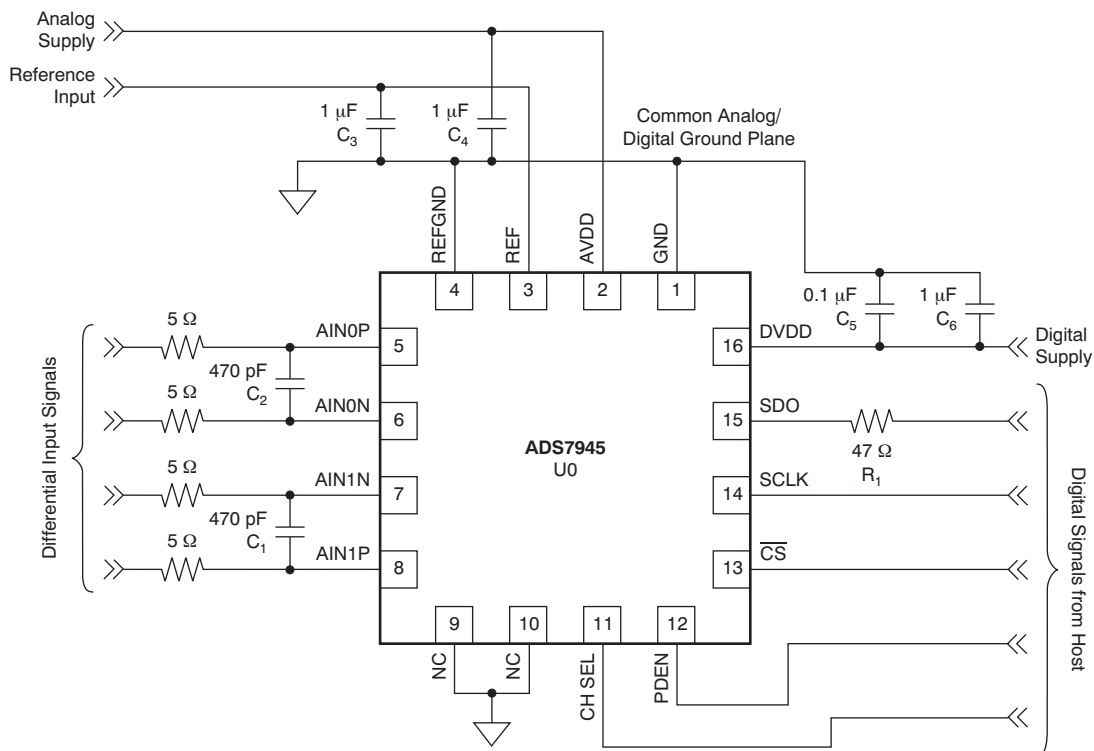 Analog
Supply
Reference
Input
1 μF
C3
1 μF
C4
Common Analog/
Digital Ground Plane
REFGND
REF
AVDD
GND
4
3
2
1
0.1 μF
C5
1 μF
C6
Digital
Supply
Differential Input Signals
5 Ω
AIN0P
5
470 pF
C2
5 Ω
AIN0N
6
5 Ω
AIN1N
7
470 pF
C1
5 Ω
AIN1P
8
ADS7945
U0
16
DVDD
15
SDO
47 Ω
R1
14
SCLK
13
CS
Digital Signals from Host
9
10
11
12
NC
NC
CH SEL
PDEN